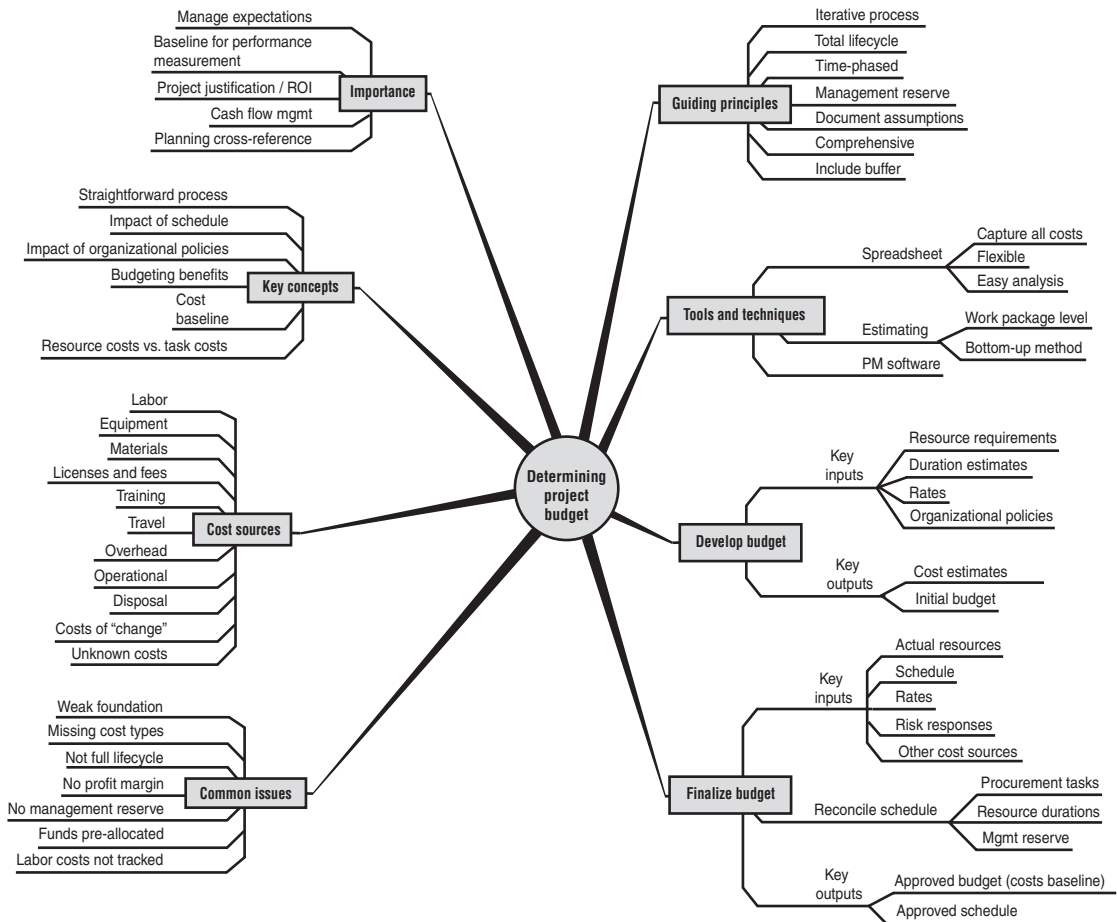 Determining
project
budget
Importance
Manage expectations
Baseline for performance
measurement
Project justification / ROI
Cash flow mgmt
Planning cross-reference
Key concepts
Straightforward process
Impact of schedule
Impact of organizational policies
Budgeting benefits
Cost
baseline
Resource costs vs. task costs
Cost sources
Labor
Equipment
Materials
Licenses and fees
Training
Travel
Overhead
Operational
Disposal
Costs of “change”
Unknown costs
Common issues
Weak foundation
Missing cost types
Not full lifecycle
No profit margin
No management reserve
Funds pre-allocated
Labor costs not tracked
Guiding principles
Iterative process
Total lifecycle
Time-phased
Management reserve
Document assumptions
Comprehensive
Include buffer
Tools and techniques
Spreadsheet
Capture all costs
Flexible
Easy analysis
Estimating
Work package level
Bottom-up method
PM software
Develop budget
Key
inputs
Resource requirements
Duration estimates
Rates
Organizational policies
Key
outputs
Cost estimates
Initial budget
Finalize budget
Key
inputs
Actual resources
Schedule
Rates
Risk responses
Other cost sources
Reconcile schedule
Procurement tasks
Resource durations
Mgmt reserve
Key
outputs
Approved budget (costs baseline)
Approved schedule